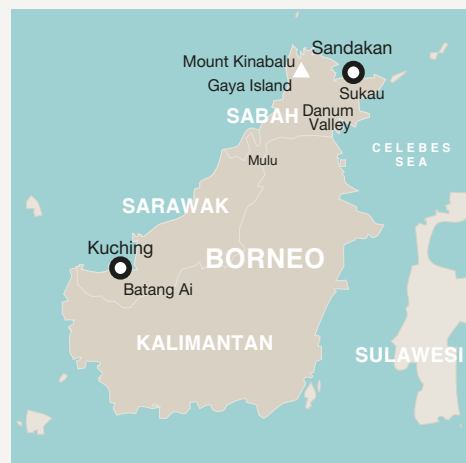 Sandakan
Mount Kinabalu
Gaya Island
Sukau
SABAH
Danum
Valley
CELEBES
SEA
Mulu
SARAWAK
Kuching
BORNEO
Batang Ai
KALIMANTAN
SULAWESI